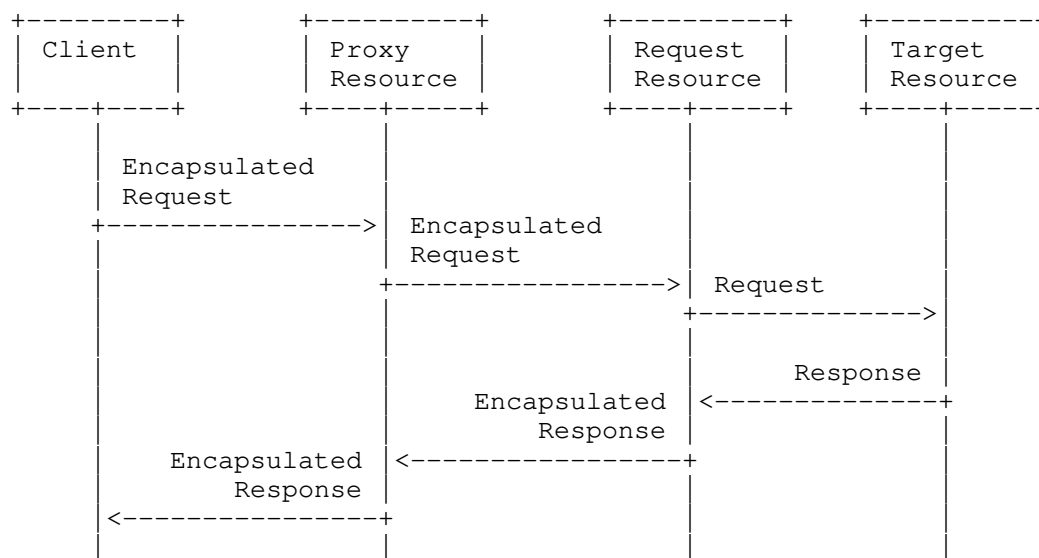 Client
Proxy
Resource
Request
Resource
Target
Resource
Encapsulated
Request
Encapsulated
Request
Request
Response
Encapsulated
Response
Encapsulated
Response